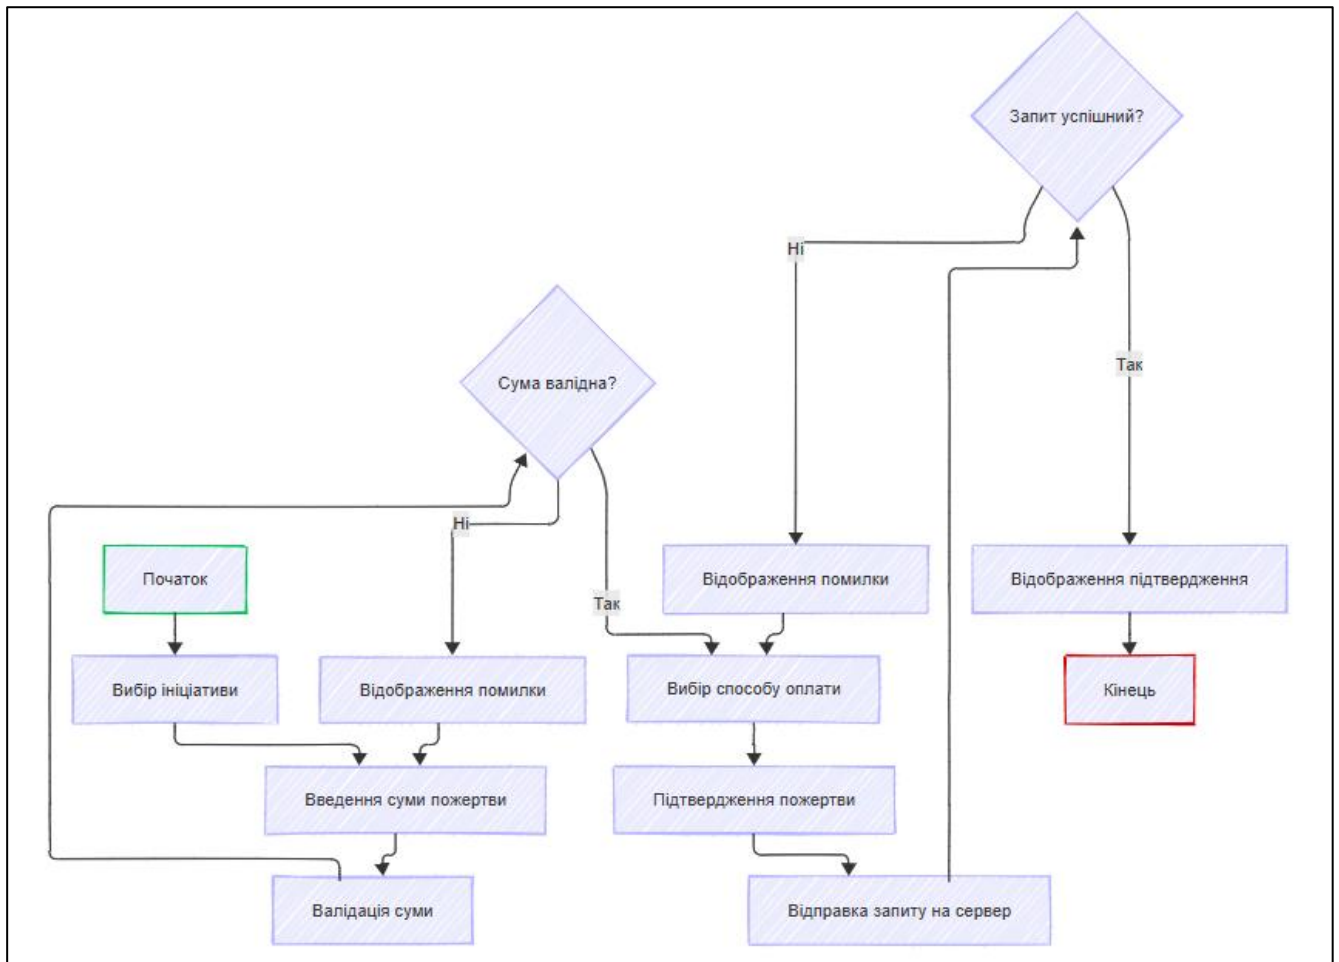 Запит успішний?
Ні
Так
Сума валідна?
Ні
Так
Початок
Відображення помилки
Відображення підтвердження
Вибір ініціативи
Відображення помилки
Вибір способу оплати
Кінець
Введення суми пожертви
Підтвердження пожертви
Валідація суми
Відправка запиту на сервер